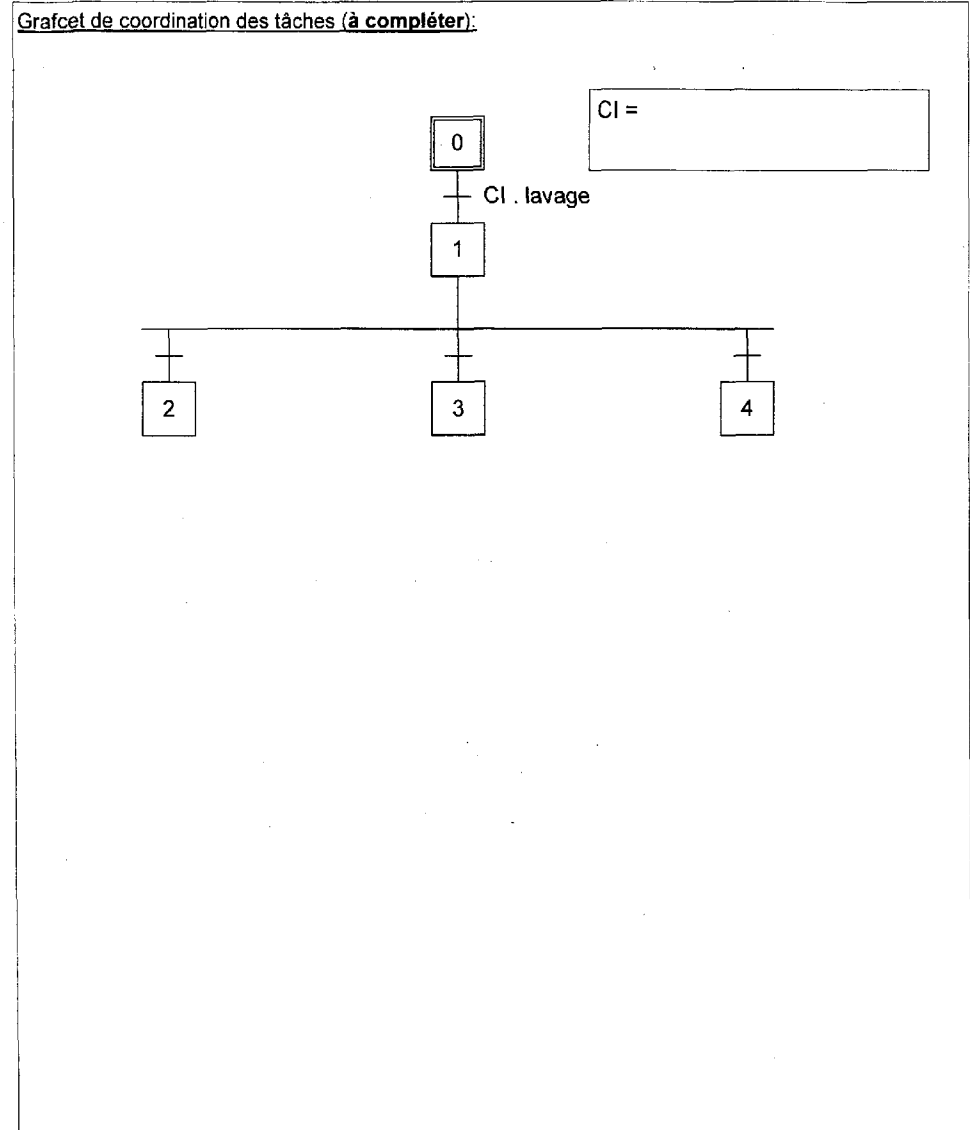 Grafcet de coordination des tâches (à compléter):
CI =
0
CI . lavage
1
2 3 4